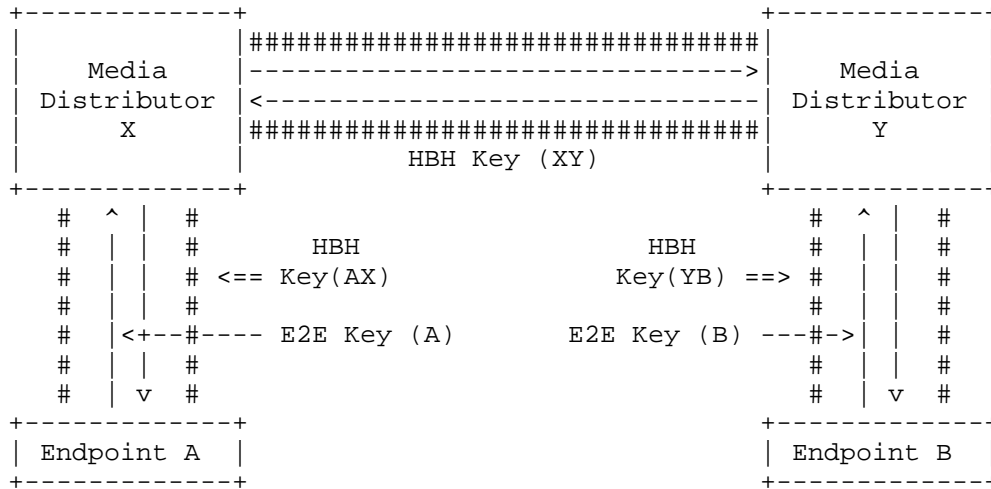 Media Media
Distributor Distributor
X Y
HBH Key (XY)
HBH HBH
<== Key(AX) Key(YB) ==>
E2E Key (A) E2E Key (B)
Endpoint A Endpoint B